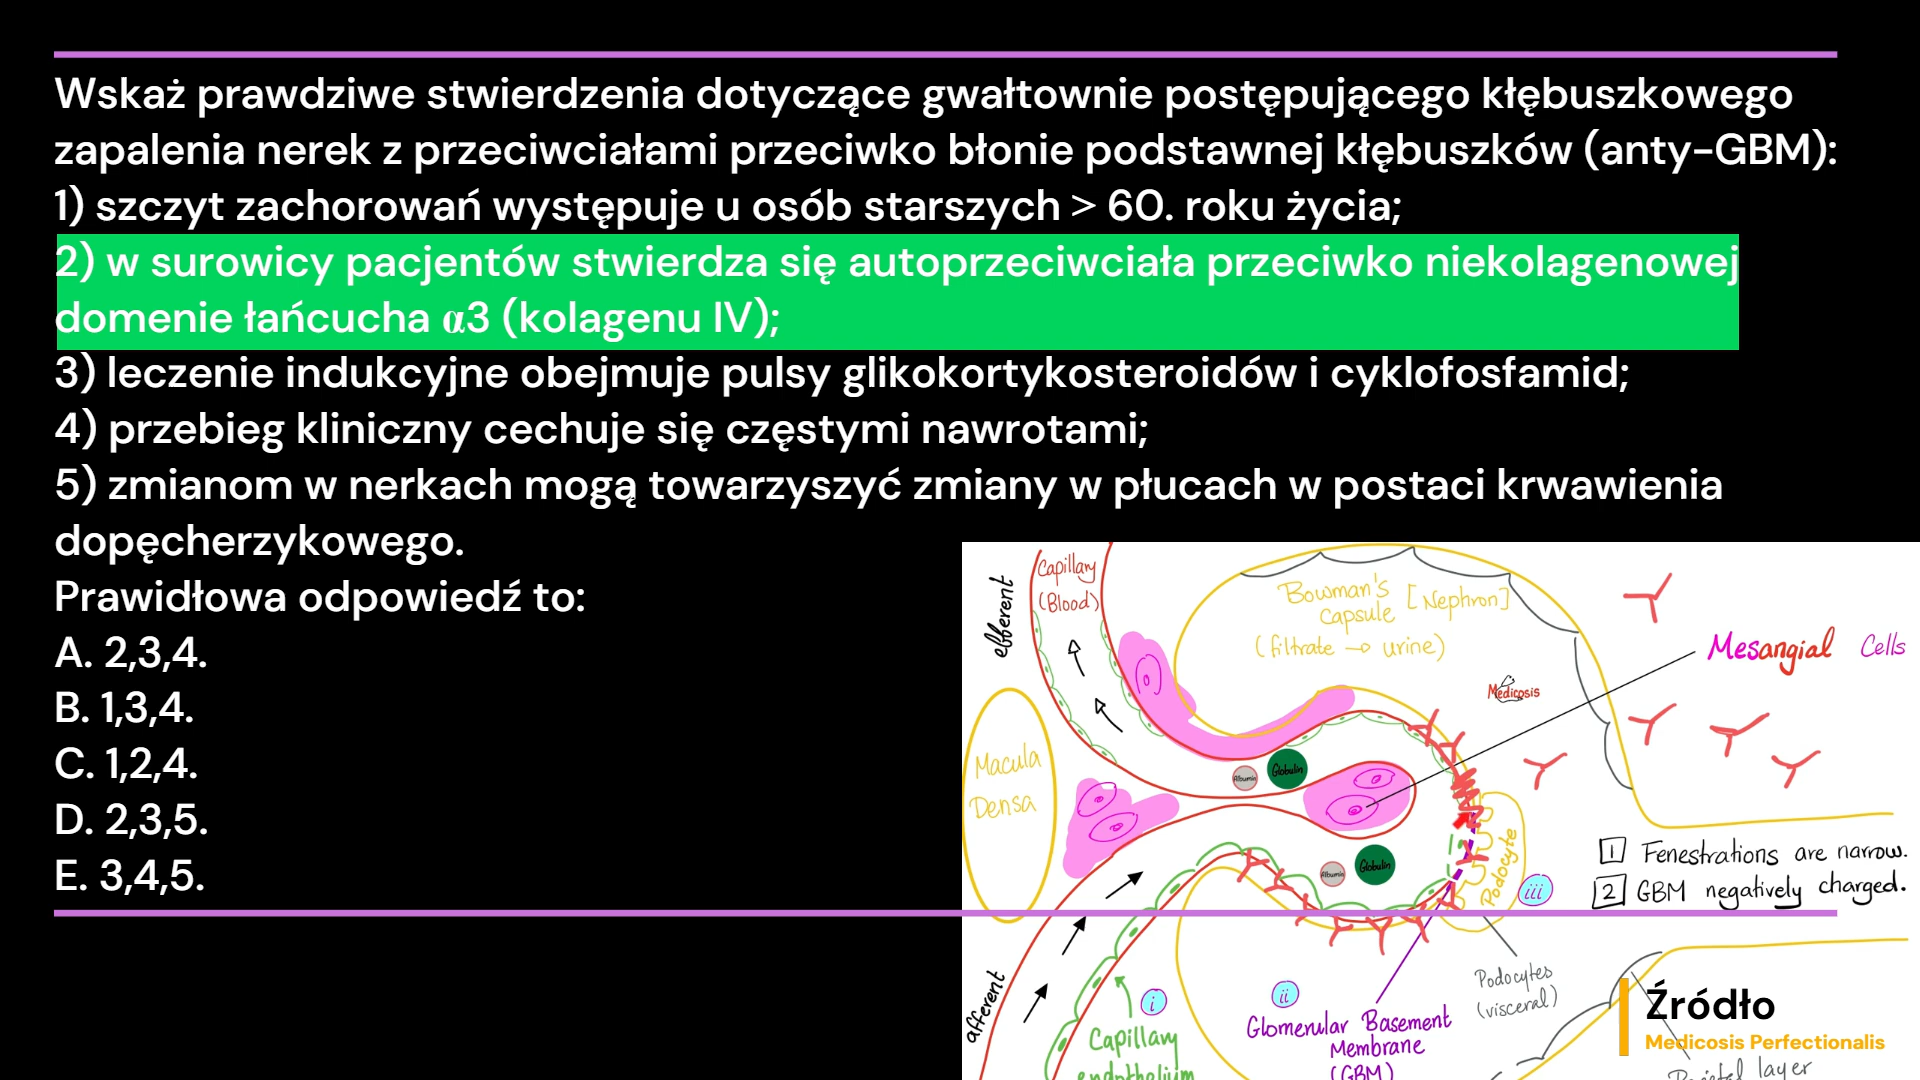 Wskaż prawdziwe stwierdzenia dotyczące gwałtownie postępującego kłębuszkowego
zapalenia nerek z przeciwciałami przeciwko błonie podstawnej kłębuszków (anty-GBM):
1) szczyt zachorowań występuje u osób starszych > 60. roku życia;
2) w surowicy pacjentów stwierdza się autoprzeciwciała przeciwko niekolagenowej
domenie łańcucha α3 (kolagenu IV);
3) leczenie indukcyjne obejmuje pulsy glikokortykosteroidów i cyklofosfamid;
4) przebieg kliniczny cechuje się częstymi nawrotami;
5) zmianom w nerkach mogą towarzyszyć zmiany w płucach w postaci krwawienia
dopęcherzykowego.
Prawidłowa odpowiedź to:
A. 2,3,4.
B. 1,3,4.
C. 1,2,4.
D. 2,3,5.
E. 3,4,5.
efferent
Capillary
(Blood)
Bowman's
Capsule
[Nephron]
(filtrate → urine)
Mesangial Cells
Medicosis
Macula
Densa
Albumin
Globulin
Albumin
Globulin
Podocyte
iii
1 Fenestrations are narrow.
2 GBM negatively charged.
afferent
i
Capillary
endothelium
ii
Glomerular Basement
Membrane
(GBM)
Podocytes
(visceral)
Źródło
Medicosis Perfectionalis
Parietal layer